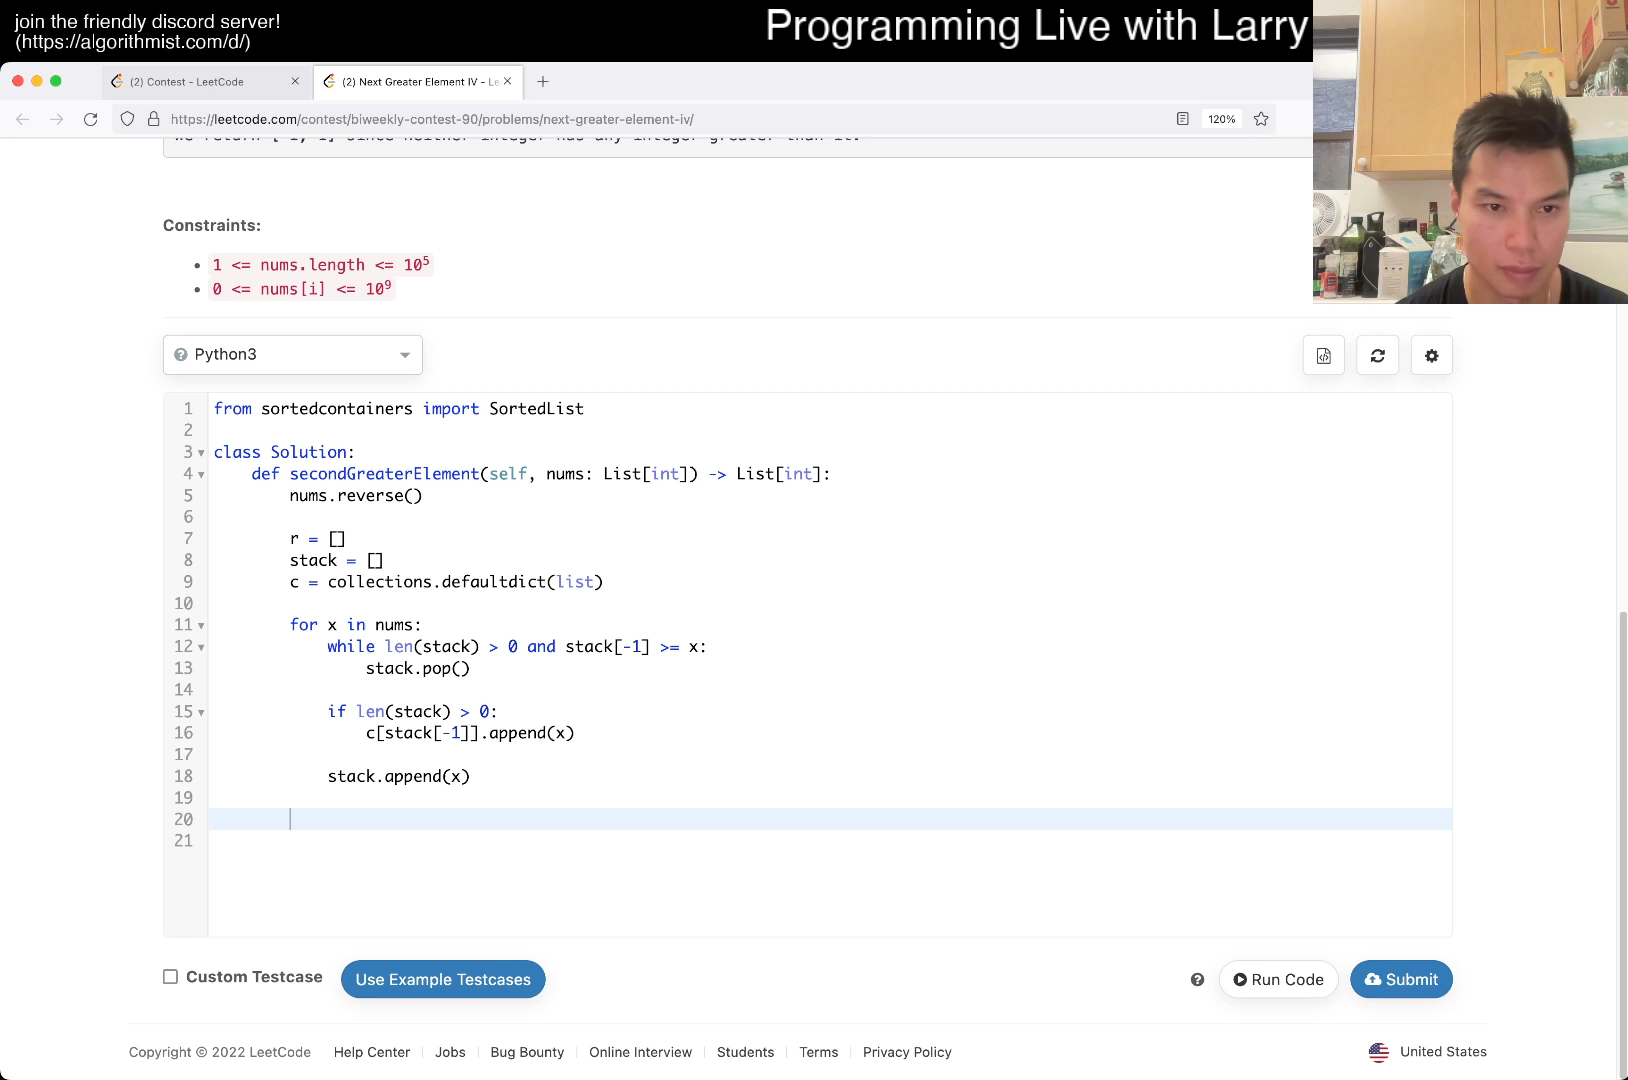 join the friendly discord server!
(https://algorithmist.com/d/)
Programming Live with Larry
(2) Contest - LeetCode
(2) Next Greater Element IV - Le
https://leetcode.com/contest/biweekly-contest-90/problems/next-greater-element-iv/
120%
Constraints:
1 <= nums.length <= 10⁵
0 <= nums[i] <= 10⁹
Python3
1 from sortedcontainers import SortedList
2
3 class Solution:
4 def secondGreaterElement(self, nums: List[int]) -> List[int]:
5 nums.reverse()
6
7 r = []
8 stack = []
9 c = collections.defaultdict(list)
10
11 for x in nums:
12 while len(stack) > 0 and stack[-1] >= x:
13 stack.pop()
14
15 if len(stack) > 0:
16 c[stack[-1]].append(x)
17
18 stack.append(x)
19
20
21
Custom Testcase
Use Example Testcases
Run Code
Submit
Copyright © 2022 LeetCode
Help Center
Jobs
Bug Bounty
Online Interview
Students
Terms
Privacy Policy
United States